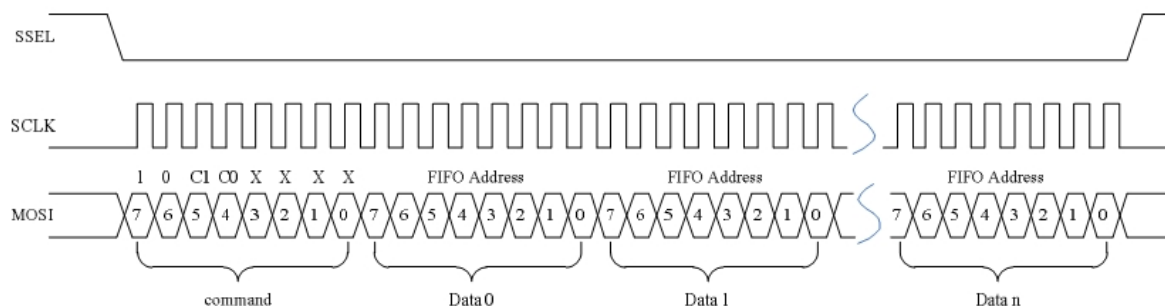 SSEL
SCLK
1 0 C1 C0 X X X X FIFO Address FIFO Address FIFO Address
MOSI 7 6 5 4 3 2 1 0 7 6 5 4 3 2 1 0 7 6 5 4 3 2 1 0 7 6 5 4 3 2 1 0
command Data 0 Data 1 Data n